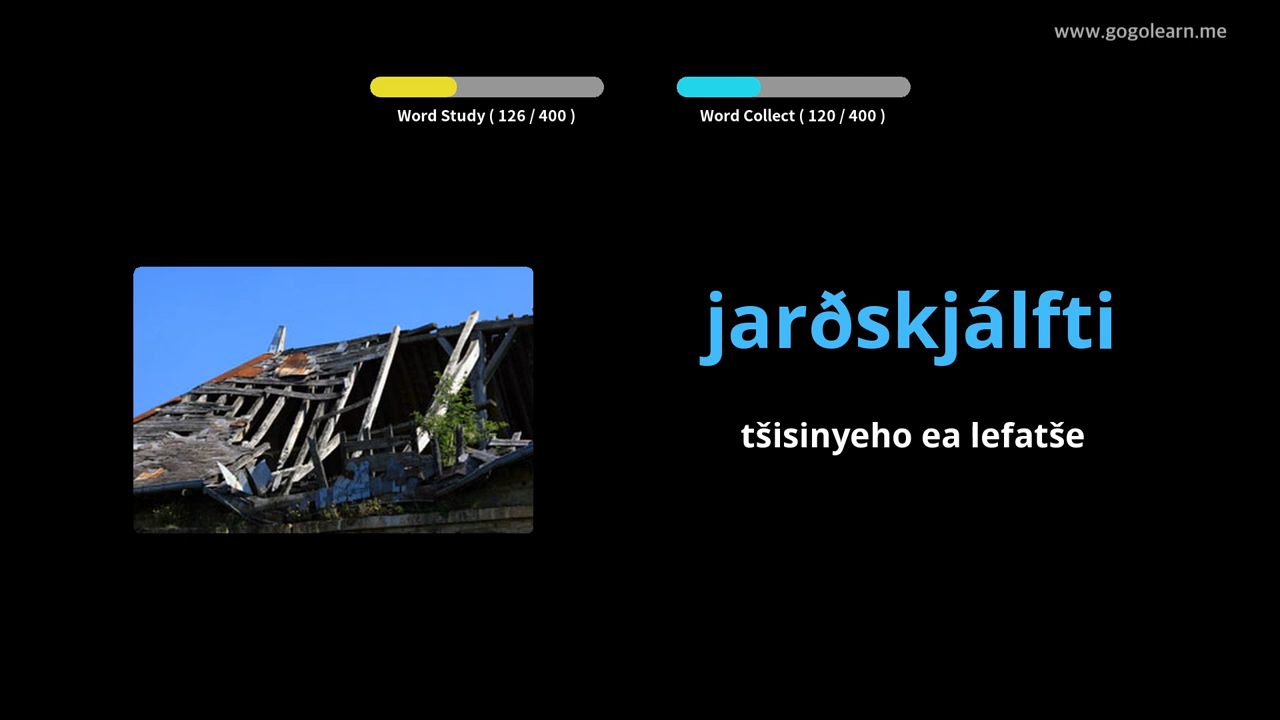 www.gogolearn.me
Word Study ( 126 / 400 )
Word Collect ( 120 / 400 )
jarðskjálfti
tšisinyeho ea lefatše